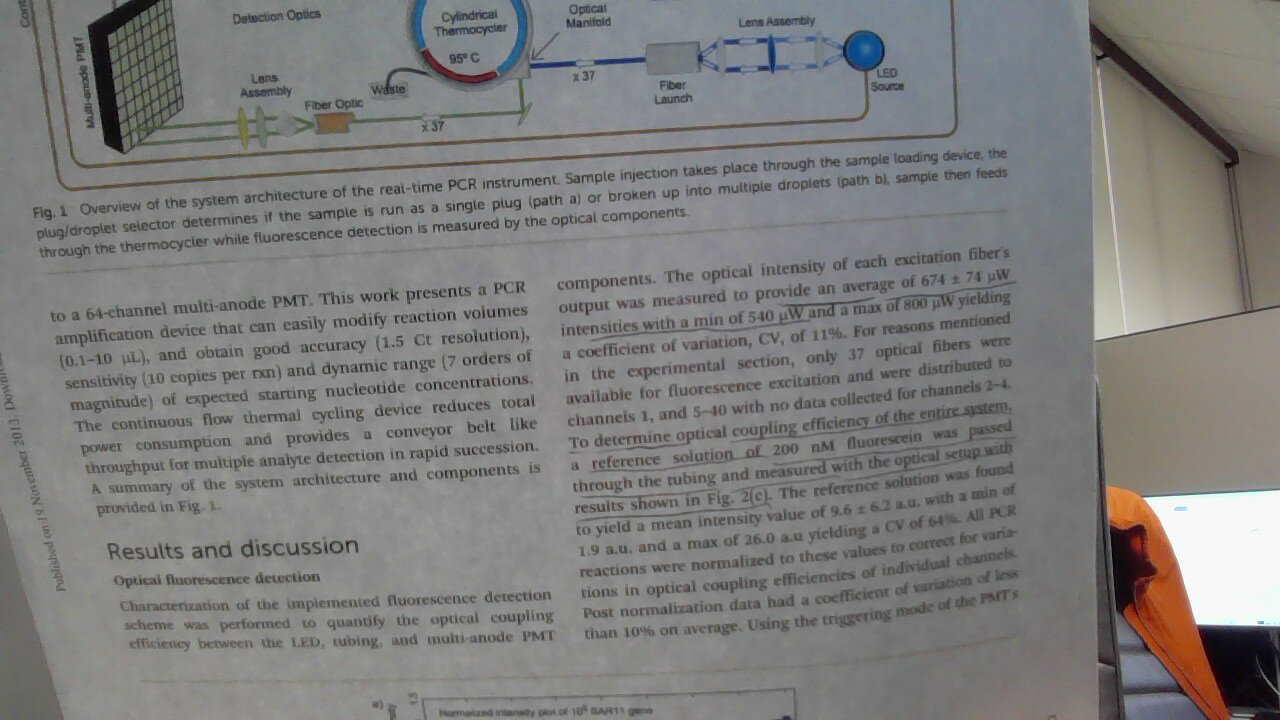 Detection Optics
Cylindrical
Thermocycler
95° C
Optical
Manifold
Lens Assembly
Multi-anode PMT
Lens
Assembly
Fiber Optic
Waste
x 37
x 37
Fiber
Launch
LED
Source
Fig. 1 Overview of the system architecture of the real-time PCR instrument. Sample injection takes place through the sample loading device, the
plug/droplet selector determines if the sample is run as a single plug (path a) or broken up into multiple droplets (path b), sample then feeds
through the thermocycler while fluorescence detection is measured by the optical components.
to a 64-channel multi-anode PMT. This work presents a PCR
amplification device that can easily modify reaction volumes
(0.1–10 μL), and obtain good accuracy (1.5 Ct resolution),
sensitivity (10 copies per rxn) and dynamic range (7 orders of
magnitude) of expected starting nucleotide concentrations.
The continuous flow thermal cycling device reduces total
power consumption and provides a conveyor belt like
throughput for multiple analyte detection in rapid succession.
A summary of the system architecture and components is
provided in Fig. 1.
Results and discussion
Optical fluorescence detection
Characterization of the implemented fluorescence detection
scheme was performed to quantify the optical coupling
efficiency between the LED, tubing, and multi-anode PMT
components. The optical intensity of each excitation fiber's
output was measured to provide an average of 674 ± 74 μW
intensities with a min of 540 μW and a max of 800 μW yielding
a coefficient of variation, CV, of 11%. For reasons mentioned
in the experimental section, only 37 optical fibers were
available for fluorescence excitation and were distributed to
channels 1, and 5–40 with no data collected for channels 2–4.
To determine optical coupling efficiency of the entire system,
a reference solution of 200 nM fluorescein was passed
through the tubing and measured with the optical setup with
results shown in Fig. 2(c). The reference solution was found
to yield a mean intensity value of 9.6 ± 6.2 a.u. with a min of
1.9 a.u. and a max of 26.0 a.u yielding a CV of 64%. All PCR
reactions were normalized to these values to correct for varia-
tions in optical coupling efficiencies of individual channels.
Post normalization data had a coefficient of variation of less
than 10% on average. Using the triggering mode of the PMT's
Published on 19 November 2013.
a)
Normalized intensity plot of 10⁸ SAR11 gene